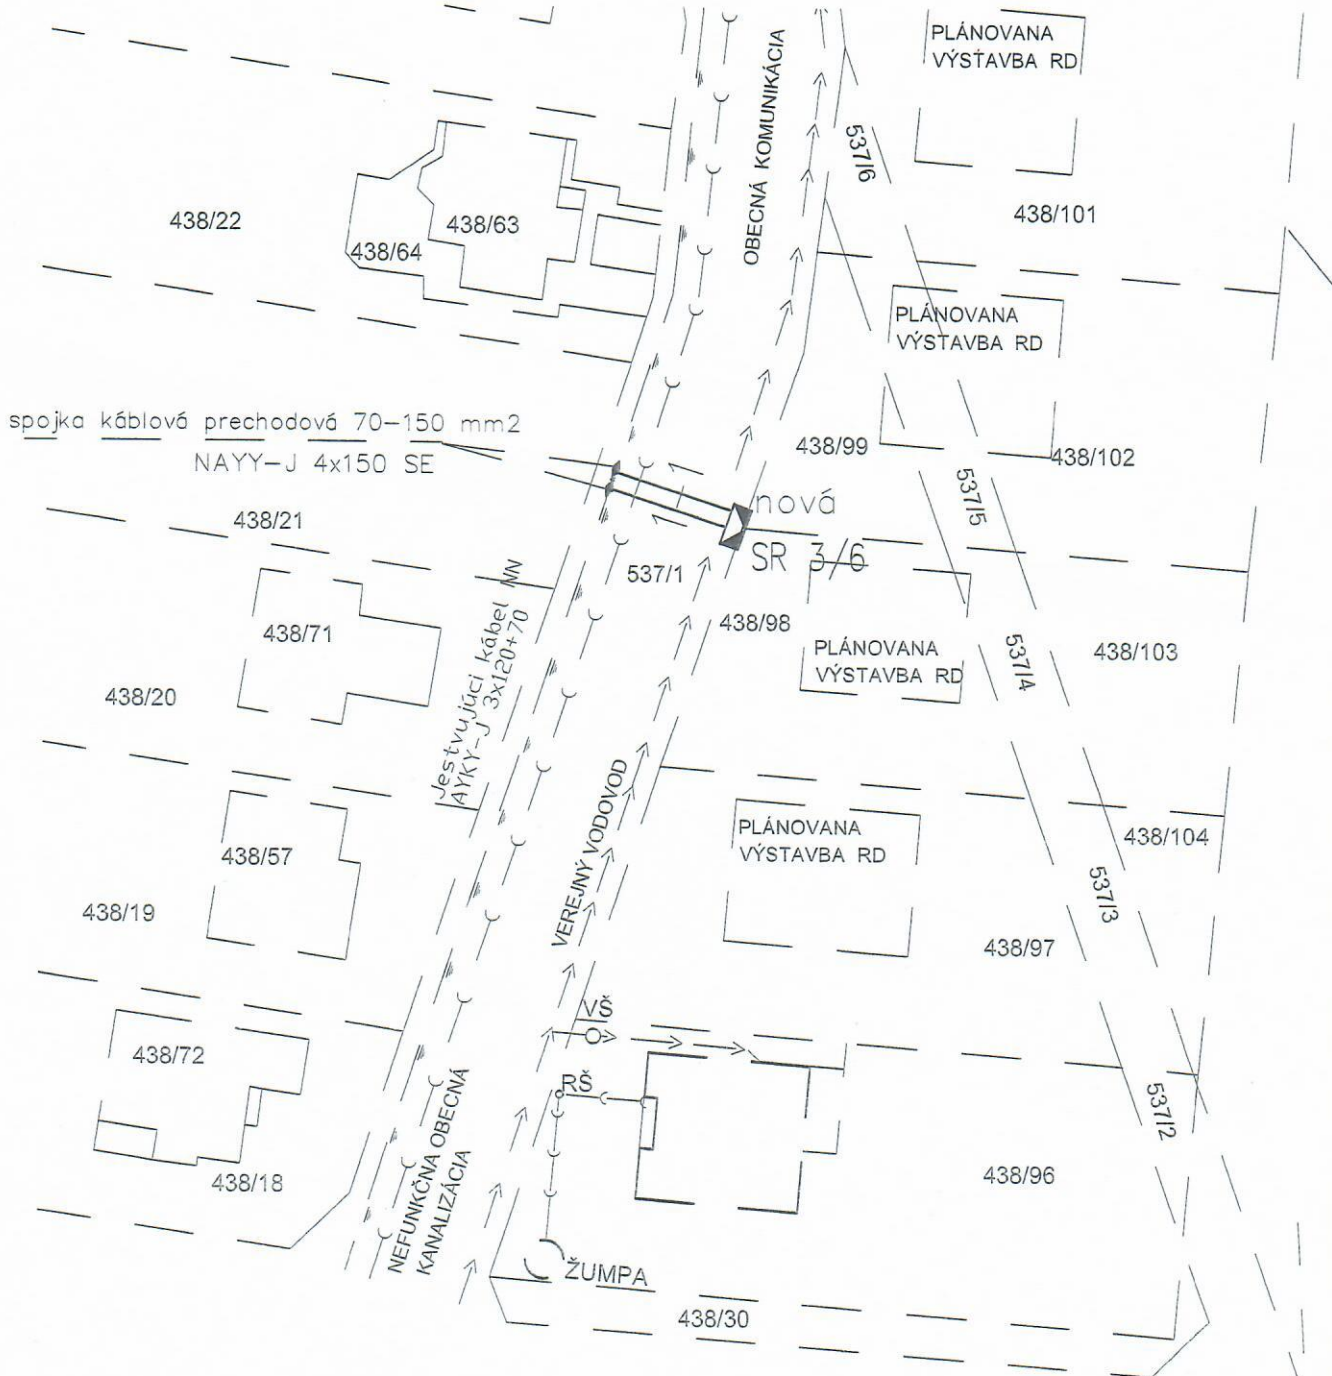 PLÁNOVANA
VÝSTAVBA RD
OBECNÁ KOMUNIKÁCIA
537/6
438/101
438/22
438/63
438/64
PLÁNOVANA
VÝSTAVBA RD
spojka káblová prechodová 70-150 mm2
NAYY-J 4x150 SE
438/99
438/102
nová
SR 3/6
537/5
438/21
537/1
438/98
Jestvujúci kábel NN
AYKY-J 3x120+70
438/71
PLÁNOVANA
VÝSTAVBA RD
537/4
438/103
438/20
VEREJNÝ VODOVOD
PLÁNOVANA
VÝSTAVBA RD
438/104
438/57
537/3
438/19
438/97
VŠ
438/72
RŠ
NEFUNKČNA OBECNÁ
KANALIZÁCIA
537/2
438/18
438/96
ŽUMPA
438/30